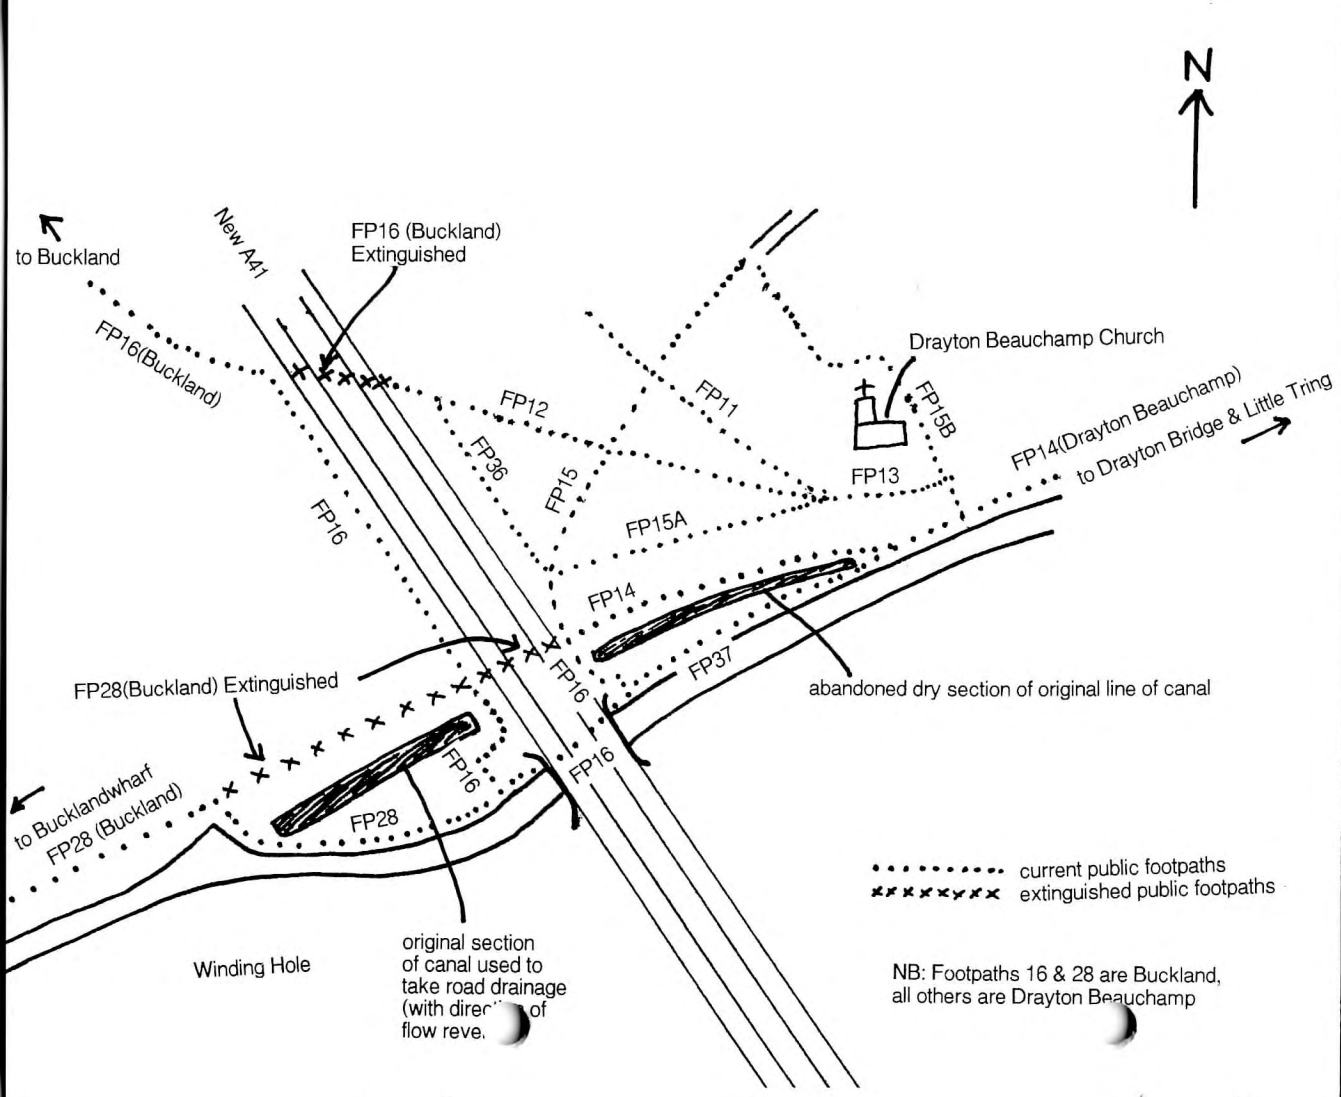 N
New A41
FP16 (Buckland)
Extinguished
to Buckland
FP16(Buckland)
Drayton Beauchamp Church
FP12
FP11
FP15B
FP14(Drayton Beauchamp)
to Drayton Bridge & Little Tring
FP36
FP15
FP13
FP16
FP15A
FP14
FP28(Buckland) Extinguished
FP16
FP37
abandoned dry section of original line of canal
FP16
FP16
to Bucklandwharf
FP28 (Buckland)
FP28
current public footpaths
extinguished public footpaths
Winding Hole
original section
of canal used to
take road drainage
(with of
flow
NB: Footpaths 16 & 28 are Buckland,
all others are Drayton Beauchamp